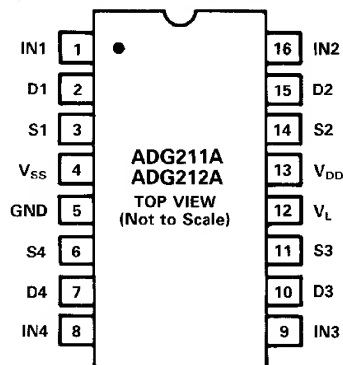 IN1 1 16 IN2
D1 2 15 D2
S1 3 14 S2
VSS 4 13 VDD
GND 5 12 VL
S4 6 11 S3
D4 7 10 D3
IN4 8 9 IN3
ADG211A
ADG212A
TOP VIEW
(Not to Scale)